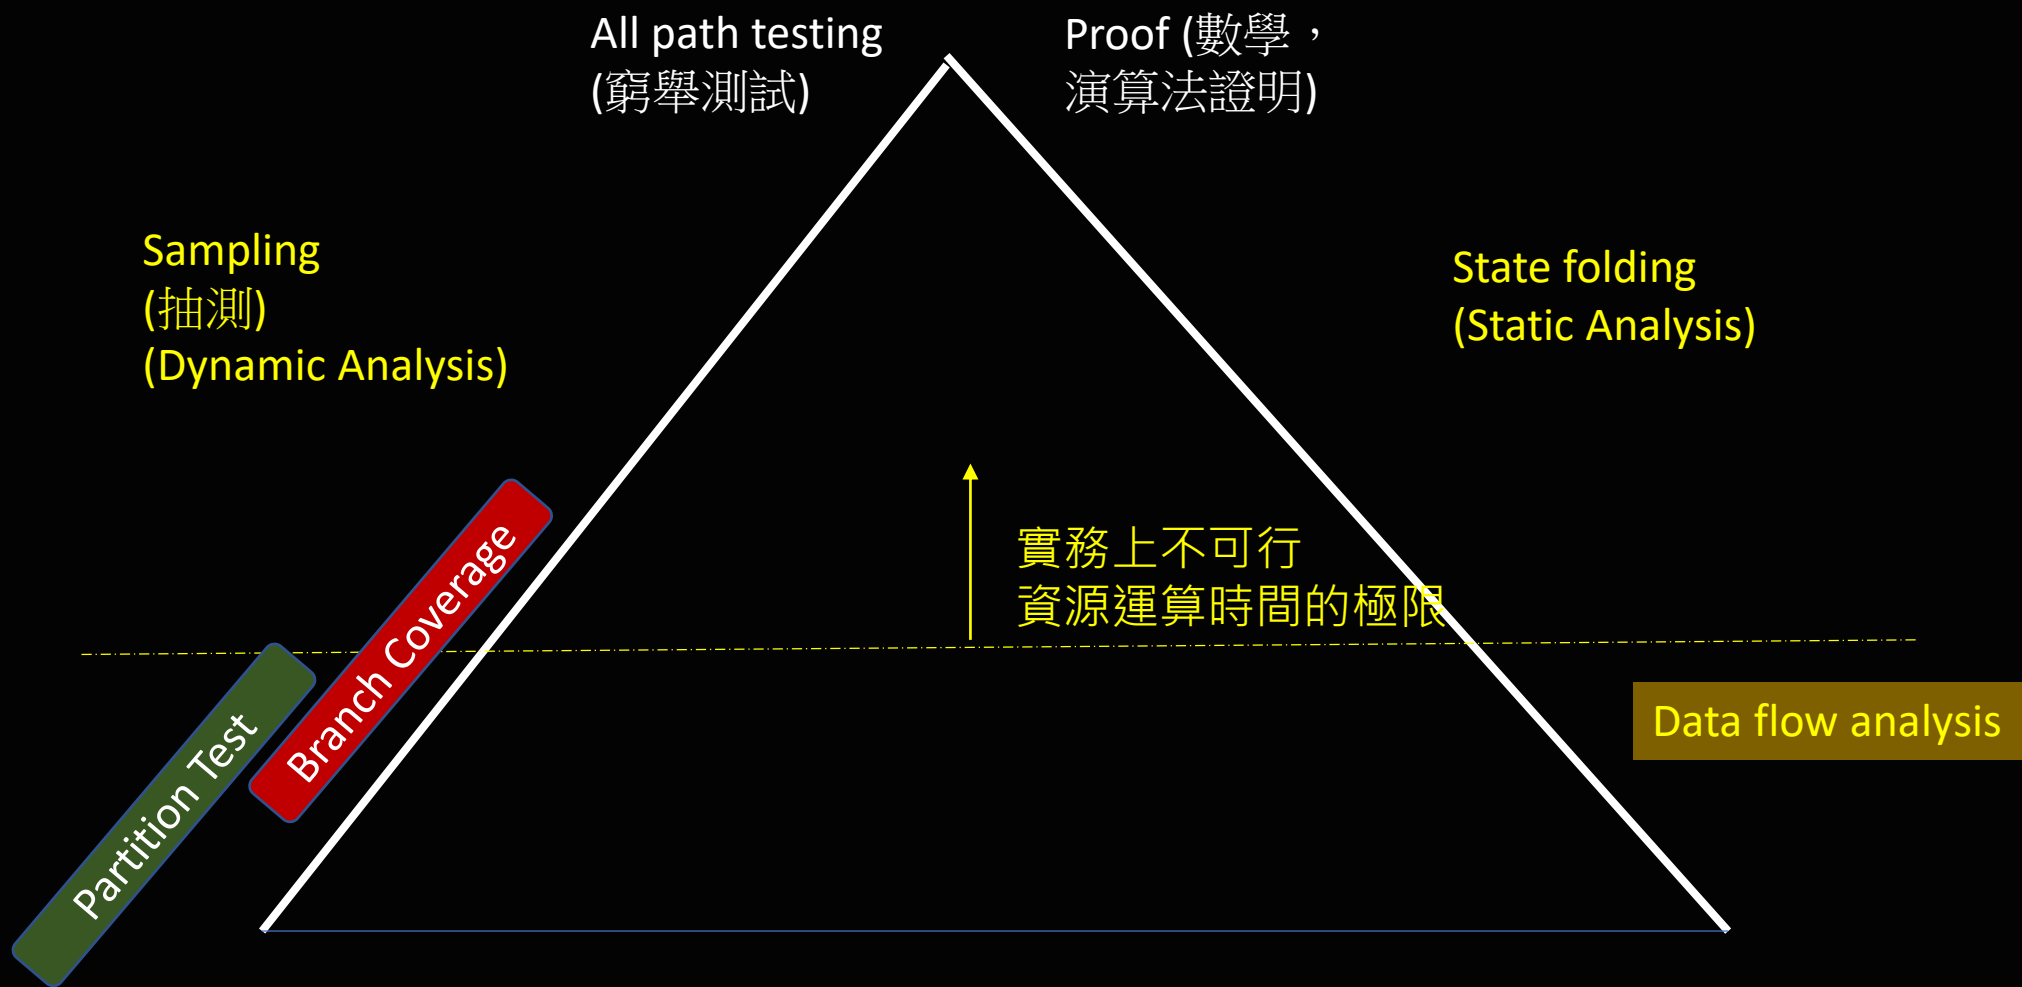 All path testing
(窮舉測試)
Proof (數學，
演算法證明)
Sampling
(抽測)
(Dynamic Analysis)
State folding
(Static Analysis)
實務上不可行
資源運算時間的極限
Branch Coverage
Partition Test
Data flow analysis